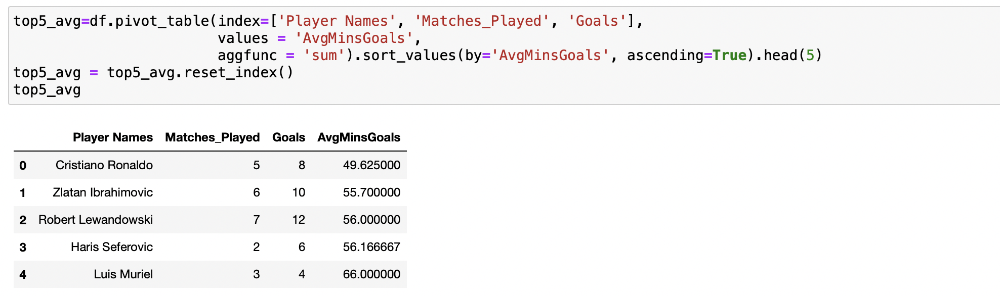 top5_avg=df.pivot_table(index=['Player Names', 'Matches_Played', 'Goals'],
                        values = 'AvgMinsGoals',
                        aggfunc = 'sum').sort_values(by='AvgMinsGoals', ascending=True).head(5)
top5_avg = top5_avg.reset_index()
top5_avg
Player Names Matches_Played Goals AvgMinsGoals
0 Cristiano Ronaldo 5 8 49.625000
1 Zlatan Ibrahimovic 6 10 55.700000
2 Robert Lewandowski 7 12 56.000000
3 Haris Seferovic 2 6 56.166667
4 Luis Muriel 3 4 66.000000